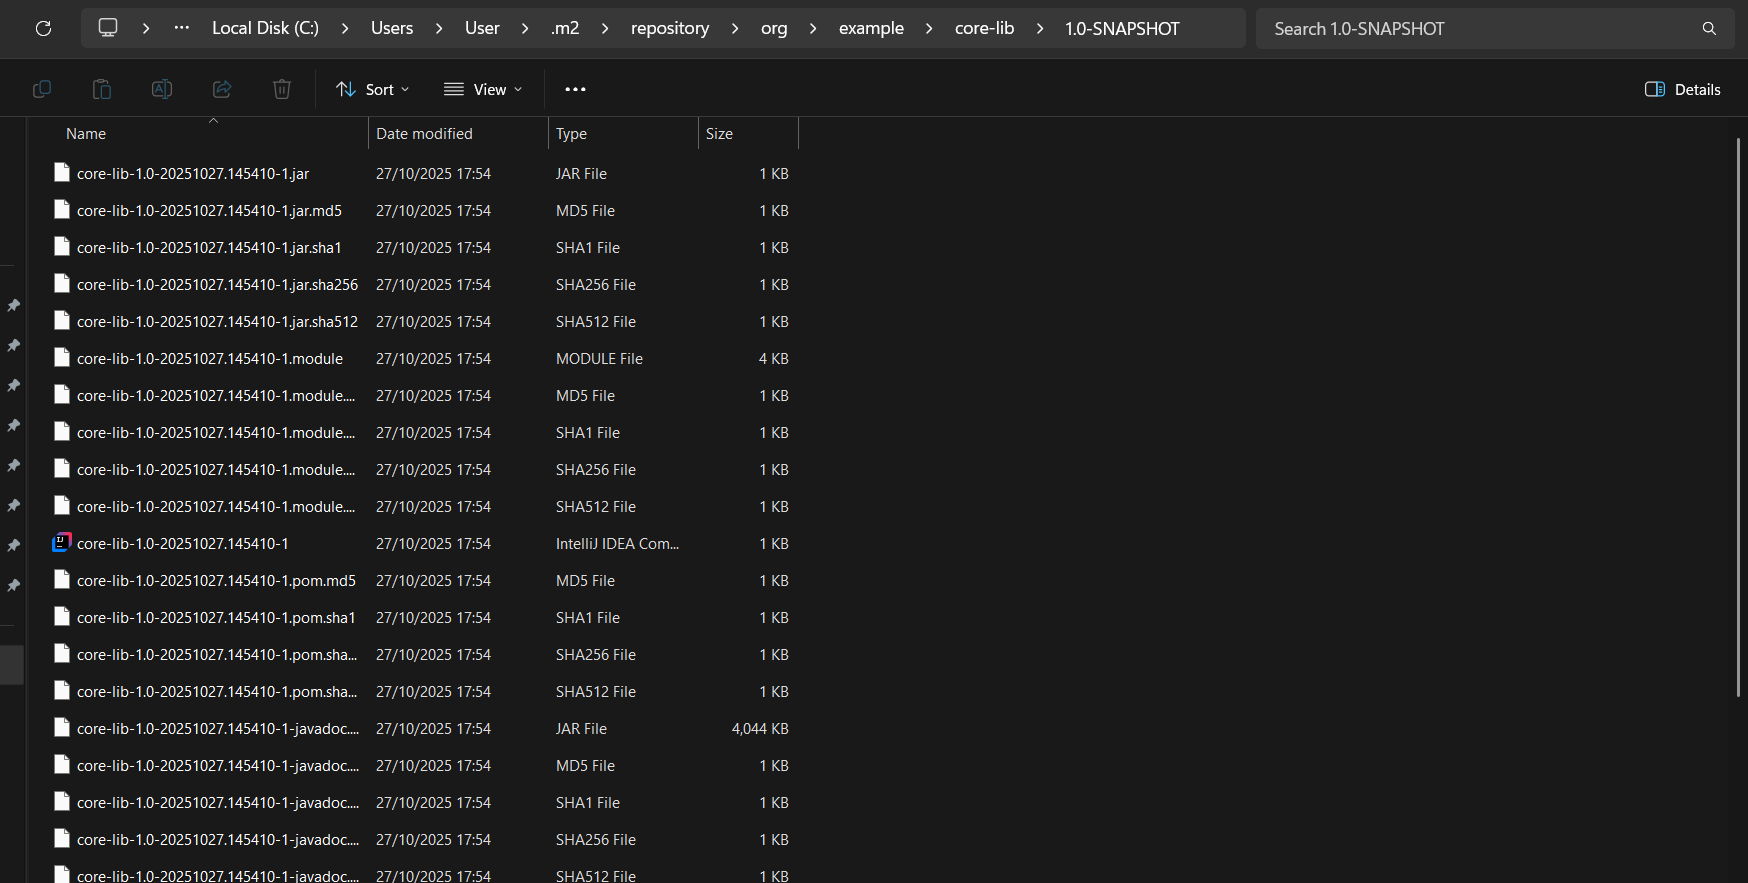 Local Disk (C:) > Users > User > .m2 > repository > org > example > core-lib > 1.0-SNAPSHOT
Search 1.0-SNAPSHOT
Sort View Details
Name Date modified Type Size
core-lib-1.0-20251027.145410-1.jar 27/10/2025 17:54 JAR File 1 KB
core-lib-1.0-20251027.145410-1.jar.md5 27/10/2025 17:54 MD5 File 1 KB
core-lib-1.0-20251027.145410-1.jar.sha1 27/10/2025 17:54 SHA1 File 1 KB
core-lib-1.0-20251027.145410-1.jar.sha256 27/10/2025 17:54 SHA256 File 1 KB
core-lib-1.0-20251027.145410-1.jar.sha512 27/10/2025 17:54 SHA512 File 1 KB
core-lib-1.0-20251027.145410-1.module 27/10/2025 17:54 MODULE File 4 KB
core-lib-1.0-20251027.145410-1.module.... 27/10/2025 17:54 MD5 File 1 KB
core-lib-1.0-20251027.145410-1.module.... 27/10/2025 17:54 SHA1 File 1 KB
core-lib-1.0-20251027.145410-1.module.... 27/10/2025 17:54 SHA256 File 1 KB
core-lib-1.0-20251027.145410-1.module.... 27/10/2025 17:54 SHA512 File 1 KB
core-lib-1.0-20251027.145410-1 27/10/2025 17:54 IntelliJ IDEA Com... 1 KB
core-lib-1.0-20251027.145410-1.pom.md5 27/10/2025 17:54 MD5 File 1 KB
core-lib-1.0-20251027.145410-1.pom.sha1 27/10/2025 17:54 SHA1 File 1 KB
core-lib-1.0-20251027.145410-1.pom.sha... 27/10/2025 17:54 SHA256 File 1 KB
core-lib-1.0-20251027.145410-1.pom.sha... 27/10/2025 17:54 SHA512 File 1 KB
core-lib-1.0-20251027.145410-1-javadoc.... 27/10/2025 17:54 JAR File 4,044 KB
core-lib-1.0-20251027.145410-1-javadoc.... 27/10/2025 17:54 MD5 File 1 KB
core-lib-1.0-20251027.145410-1-javadoc.... 27/10/2025 17:54 SHA1 File 1 KB
core-lib-1.0-20251027.145410-1-javadoc.... 27/10/2025 17:54 SHA256 File 1 KB
core-lib-1.0-20251027.145410-1-javadoc.... 27/10/2025 17:54 SHA512 File 1 KB